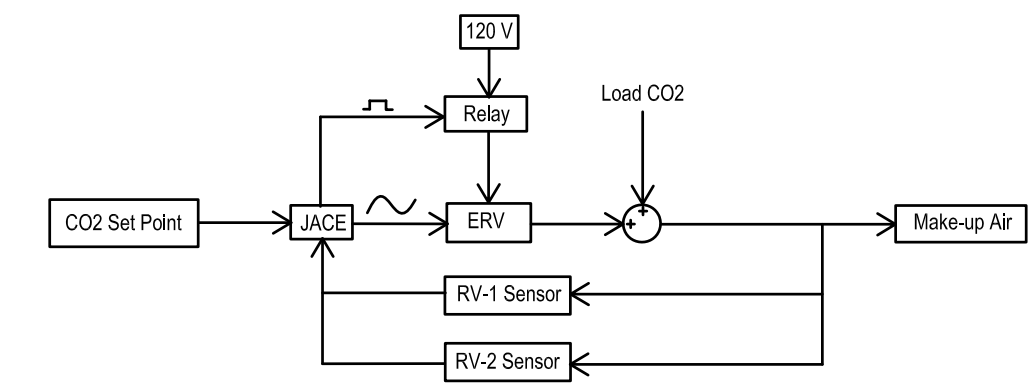 120 V
Load CO2
Relay
CO2 Set Point
JACE
ERV
+
+
Make-up Air
RV-1 Sensor
RV-2 Sensor